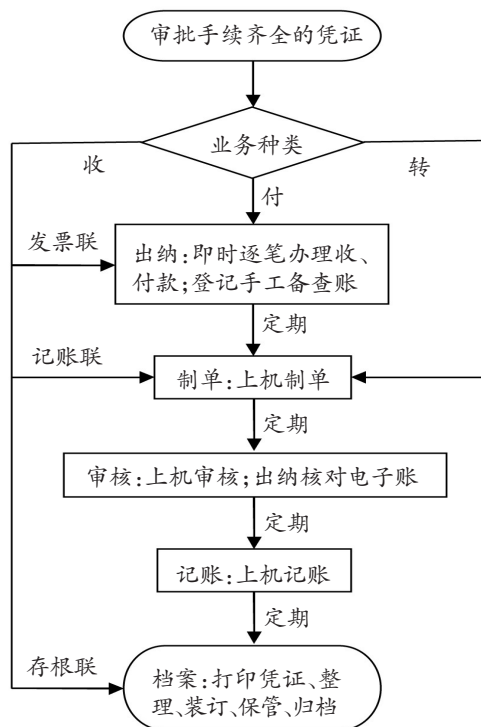 审批手续齐全的凭证
业务种类
收
转
付
发票联
出纳:即时逐笔办理收、
付款;登记手工备查账
定期
记账联
制单:上机制单
定期
审核:上机审核;出纳核对电子账
定期
记账:上机记账
定期
存根联
档案:打印凭证、整
理、装订、保管、归档